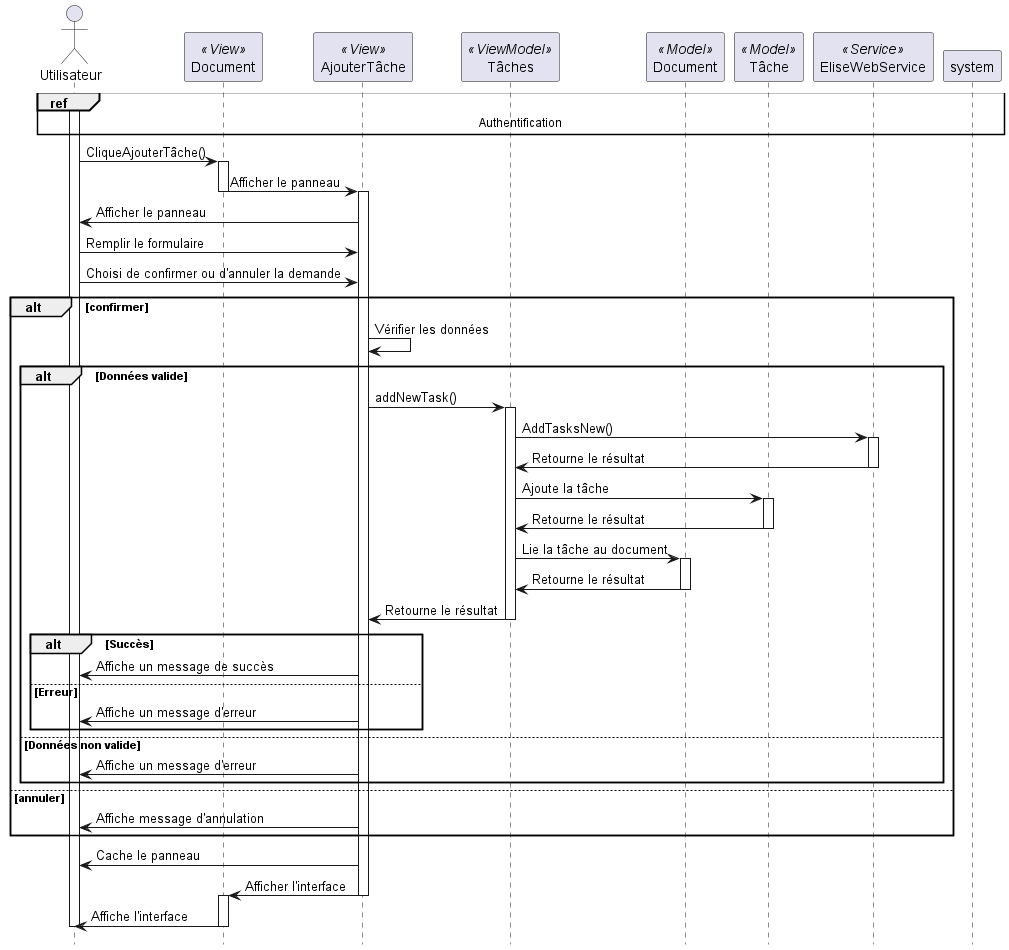 Utilisateur
« View»
Document
« View»
AjouterTâche
« ViewModel»
Tâches
« Model»
Document
« Model»
Tâche
« Service»
EliseWebService
system
ref
Authentification
CliqueAjouterTâche()
Afficher le panneau
Afficher le panneau
Remplir le formulaire
Choisi de confirmer ou d'annuler la demande
alt [confirmer]
Vérifier les données
alt [Données valide]
addNewTask()
AddTasksNew()
Retourne le résultat
Ajoute la tâche
Retourne le résultat
Lie la tâche au document
Retourne le résultat
Retourne le résultat
alt [Succès]
Affiche un message de succès
[Erreur]
Affiche un message d'erreur
[Données non valide]
Affiche un message d'erreur
[annuler]
Affiche message d'annulation
Cache le panneau
Afficher l'interface
Affiche l'interface